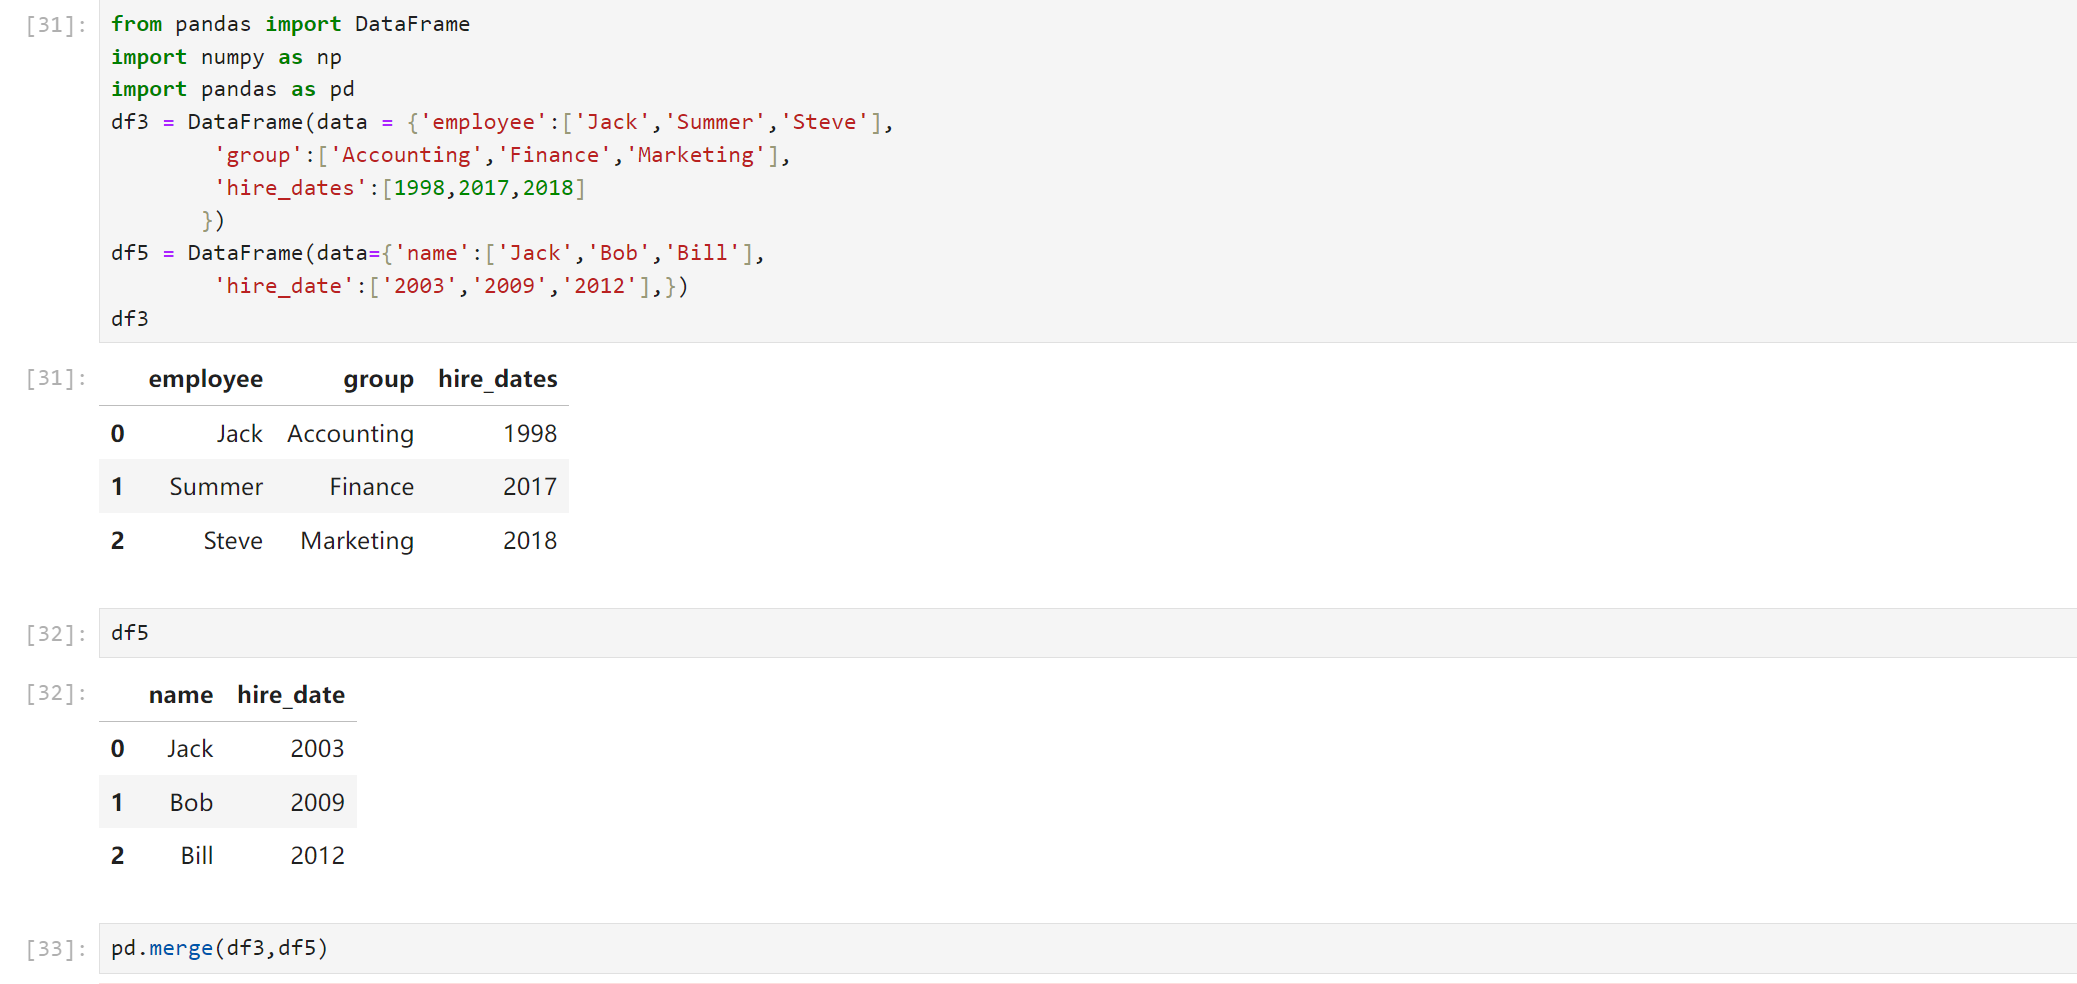 [31]: from pandas import DataFrame
import numpy as np
import pandas as pd
df3 = DataFrame(data = {'employee':['Jack','Summer','Steve'],
        'group':['Accounting','Finance','Marketing'],
        'hire_dates':[1998,2017,2018]
       })
df5 = DataFrame(data={'name':['Jack','Bob','Bill'],
        'hire_date':['2003','2009','2012'],})
df3
[31]: employee group hire_dates
0 Jack Accounting 1998
1 Summer Finance 2017
2 Steve Marketing 2018
[32]: df5
[32]: name hire_date
0 Jack 2003
1 Bob 2009
2 Bill 2012
[33]: pd.merge(df3,df5)